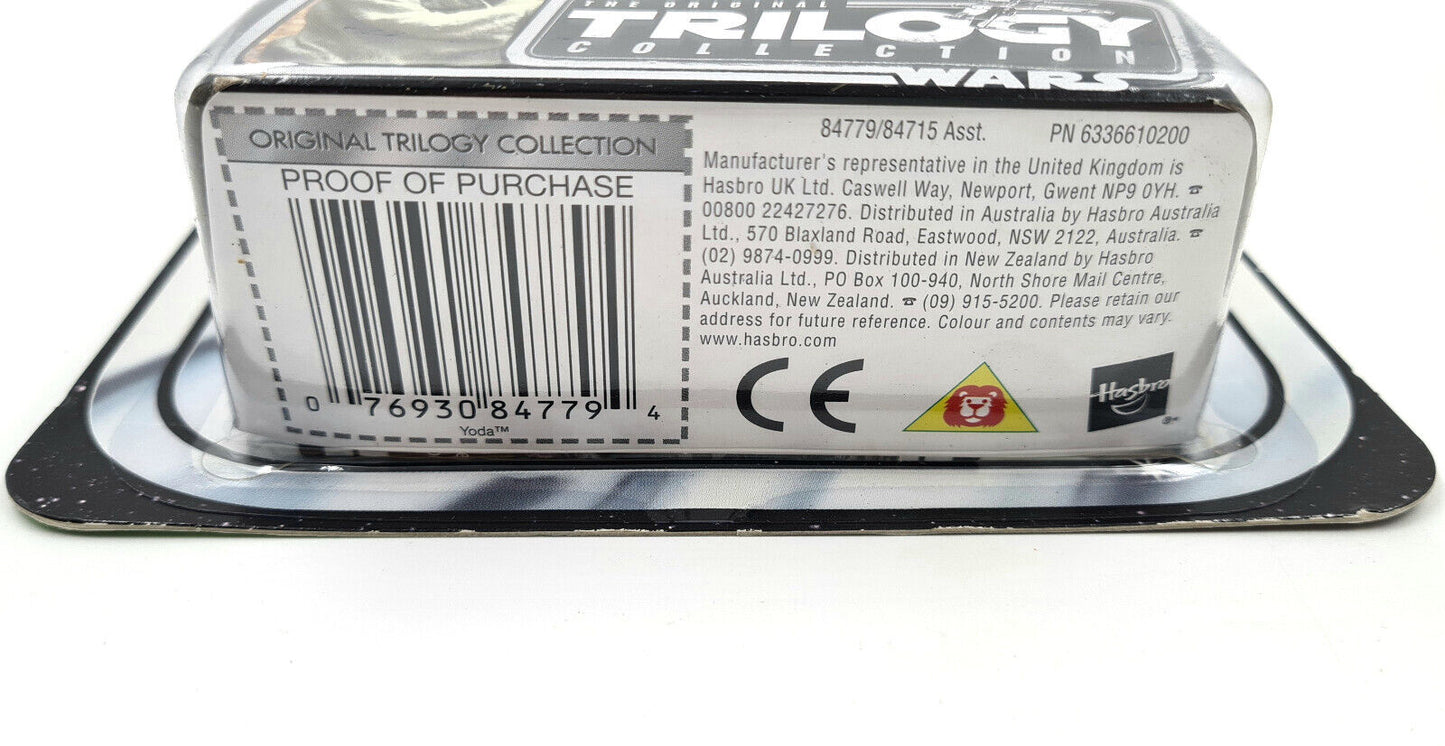 THE ORIGINAL
TRILOGY
COLLECTION
WARS
ORIGINAL TRILOGY COLLECTION
PROOF OF PURCHASE
0 76930 84779 4
Yoda™
84779/84715 Asst. PN 6336610200
Manufacturer's representative in the United Kingdom is
Hasbro UK Ltd. Caswell Way, Newport, Gwent NP9 0YH. ☎
00800 22427276. Distributed in Australia by Hasbro Australia
Ltd., 570 Blaxland Road, Eastwood, NSW 2122, Australia. ☎
(02) 9874-0999. Distributed in New Zealand by Hasbro
Australia Ltd., PO Box 100-940, North Shore Mail Centre,
Auckland, New Zealand. ☎ (09) 915-5200. Please retain our
address for future reference. Colour and contents may vary.
www.hasbro.com
CE
Hasbro